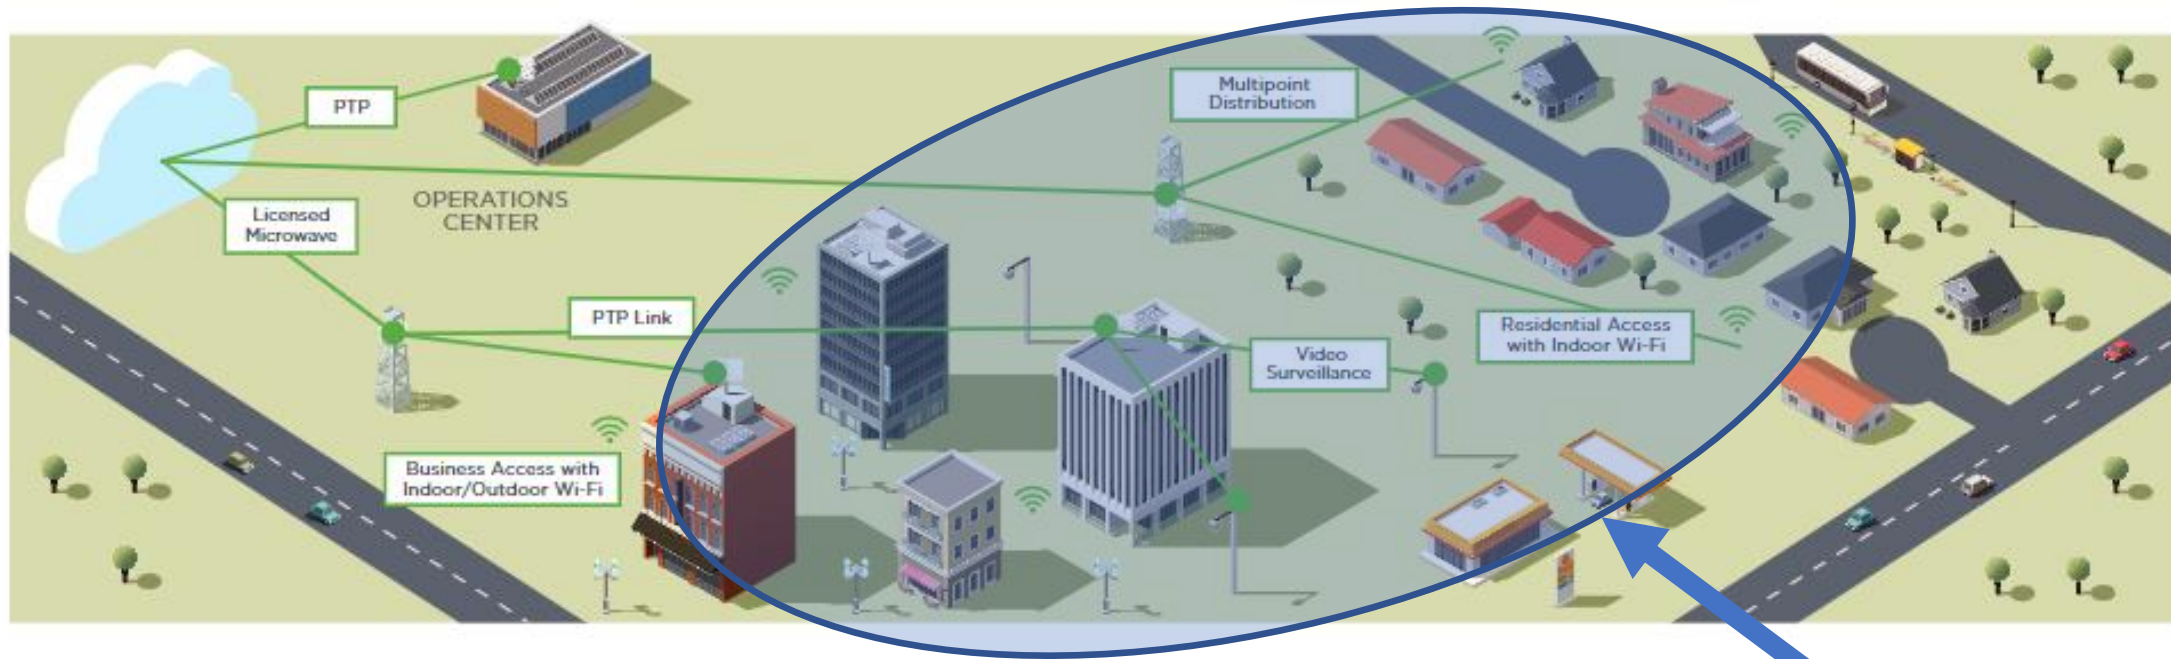 PTP
OPERATIONS
CENTER
Licensed
Microwave
PTP Link
Business Access with
Indoor/Outdoor Wi-Fi
Multipoint
Distribution
Video
Surveillance
Residential Access
with Indoor Wi-Fi